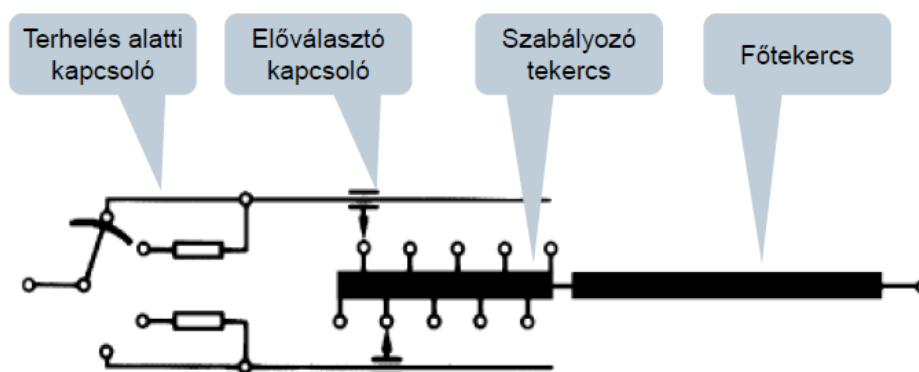 Terhelés alatti
kapcsoló
Előválasztó
kapcsoló
Szabályozó
tekercs
Főtekercs